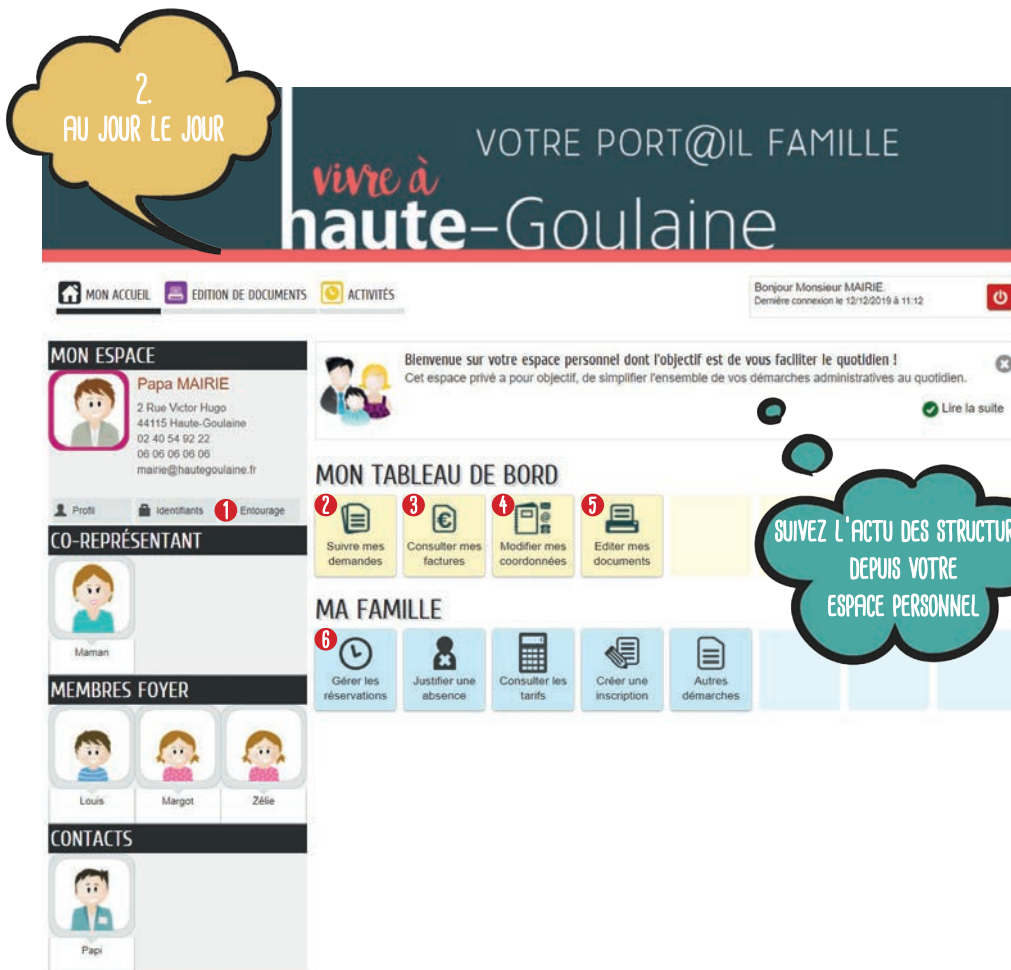 2.
AU JOUR LE JOUR
VOTRE PORT@IL FAMILLE
vivre à
haute-Goulaine
MON ACCUEIL
EDITION DE DOCUMENTS
ACTIVITÉS
Bonjour Monsieur MAIRIE.
Dernière connexion le 12/12/2019 à 11:12
MON ESPACE
Papa MAIRIE
2 Rue Victor Hugo
44115 Haute-Goulaine
02 40 54 92 22
06 06 06 06 06
mairie@hautegoulaine.fr
Profil
Identifiants
1 Entourage
CO-REPRÉSENTANT
Maman
MEMBRES FOYER
Louis
Margot
Zélie
CONTACTS
Papi
Bienvenue sur votre espace personnel dont l'objectif est de vous faciliter le quotidien !
Cet espace privé a pour objectif, de simplifier l'ensemble de vos démarches administratives au quotidien.
Lire la suite
MON TABLEAU DE BORD
2
Suivre mes
demandes
3
Consulter mes
factures
4
Modifier mes
coordonnées
5
Editer mes
documents
SUIVEZ L'ACTU DES STRUCTUR
DEPUIS VOTRE
ESPACE PERSONNEL
MA FAMILLE
6
Gérer les
réservations
Justifier une
absence
Consulter les
tarifs
Créer une
inscription
Autres
démarches